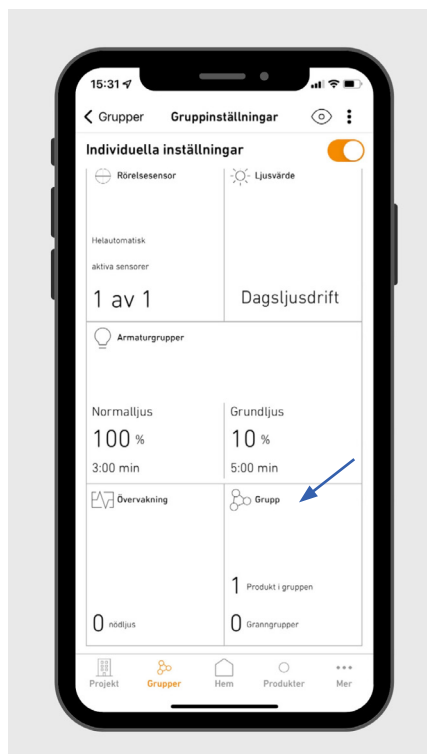 15:31
Grupper Gruppinställningar
Individuella inställningar
Rörelsesensor
Helautomatisk
aktiva sensorer
1 av 1
Ljusvärde
Dagsljusdrift
Armaturgrupper
Normalljus
100 %
3:00 min
Grundljus
10 %
5:00 min
Övervakning
0 nödljus
Grupp
1 Produkt i gruppen
0 Granngrupper
Projekt Grupper Hem Produkter Mer